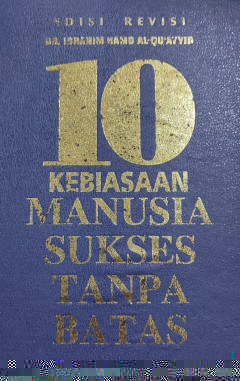 EDISI REVISI
DR. IBRAHIM HAMD AL-QU'AYYID
10
KEBIASAAN
MANUSIA
SUKSES
TANPA
BATAS